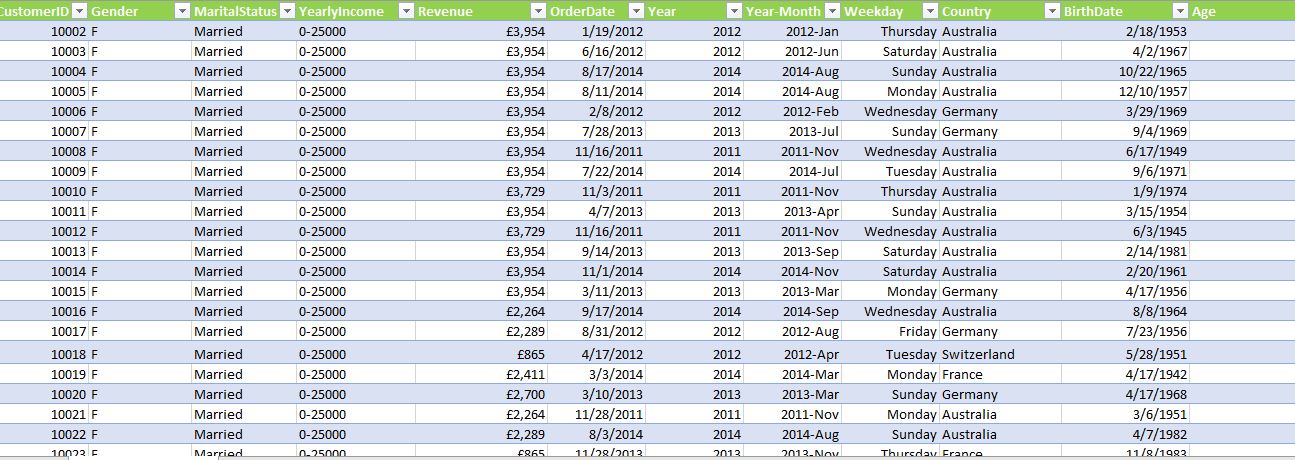 CustomerID Gender MaritalStatus YearlyIncome Revenue OrderDate Year Year-Month Weekday Country BirthDate Age
10002 F Married 0-25000 £3,954 1/19/2012 2012 2012-Jan Thursday Australia 2/18/1953
10003 F Married 0-25000 £3,954 6/16/2012 2012 2012-Jun Saturday Australia 4/2/1967
10004 F Married 0-25000 £3,954 8/17/2014 2014 2014-Aug Sunday Australia 10/22/1965
10005 F Married 0-25000 £3,954 8/11/2014 2014 2014-Aug Monday Australia 12/10/1957
10006 F Married 0-25000 £3,954 2/8/2012 2012 2012-Feb Wednesday Germany 3/29/1969
10007 F Married 0-25000 £3,954 7/28/2013 2013 2013-Jul Sunday Germany 9/4/1969
10008 F Married 0-25000 £3,954 11/16/2011 2011 2011-Nov Wednesday Australia 6/17/1949
10009 F Married 0-25000 £3,954 7/22/2014 2014 2014-Jul Tuesday Australia 9/6/1971
10010 F Married 0-25000 £3,729 11/3/2011 2011 2011-Nov Thursday Australia 1/9/1974
10011 F Married 0-25000 £3,954 4/7/2013 2013 2013-Apr Sunday Australia 3/15/1954
10012 F Married 0-25000 £3,729 11/16/2011 2011 2011-Nov Wednesday Australia 6/3/1945
10013 F Married 0-25000 £3,954 9/14/2013 2013 2013-Sep Saturday Australia 2/14/1981
10014 F Married 0-25000 £3,954 11/1/2014 2014 2014-Nov Saturday Australia 2/20/1961
10015 F Married 0-25000 £3,954 3/11/2013 2013 2013-Mar Monday Germany 4/17/1956
10016 F Married 0-25000 £2,264 9/17/2014 2014 2014-Sep Wednesday Australia 8/8/1964
10017 F Married 0-25000 £2,289 8/31/2012 2012 2012-Aug Friday Germany 7/23/1956
10018 F Married 0-25000 £865 4/17/2012 2012 2012-Apr Tuesday Switzerland 5/28/1951
10019 F Married 0-25000 £2,411 3/3/2014 2014 2014-Mar Monday France 4/17/1942
10020 F Married 0-25000 £2,700 3/10/2013 2013 2013-Mar Sunday Germany 4/17/1968
10021 F Married 0-25000 £2,264 11/28/2011 2011 2011-Nov Monday Australia 3/6/1951
10022 F Married 0-25000 £2,289 8/3/2014 2014 2014-Aug Sunday Australia 4/7/1982
10023 F Married 0-25000 £865 11/28/2013 2013 2013-Nov Thursday France 11/8/1983